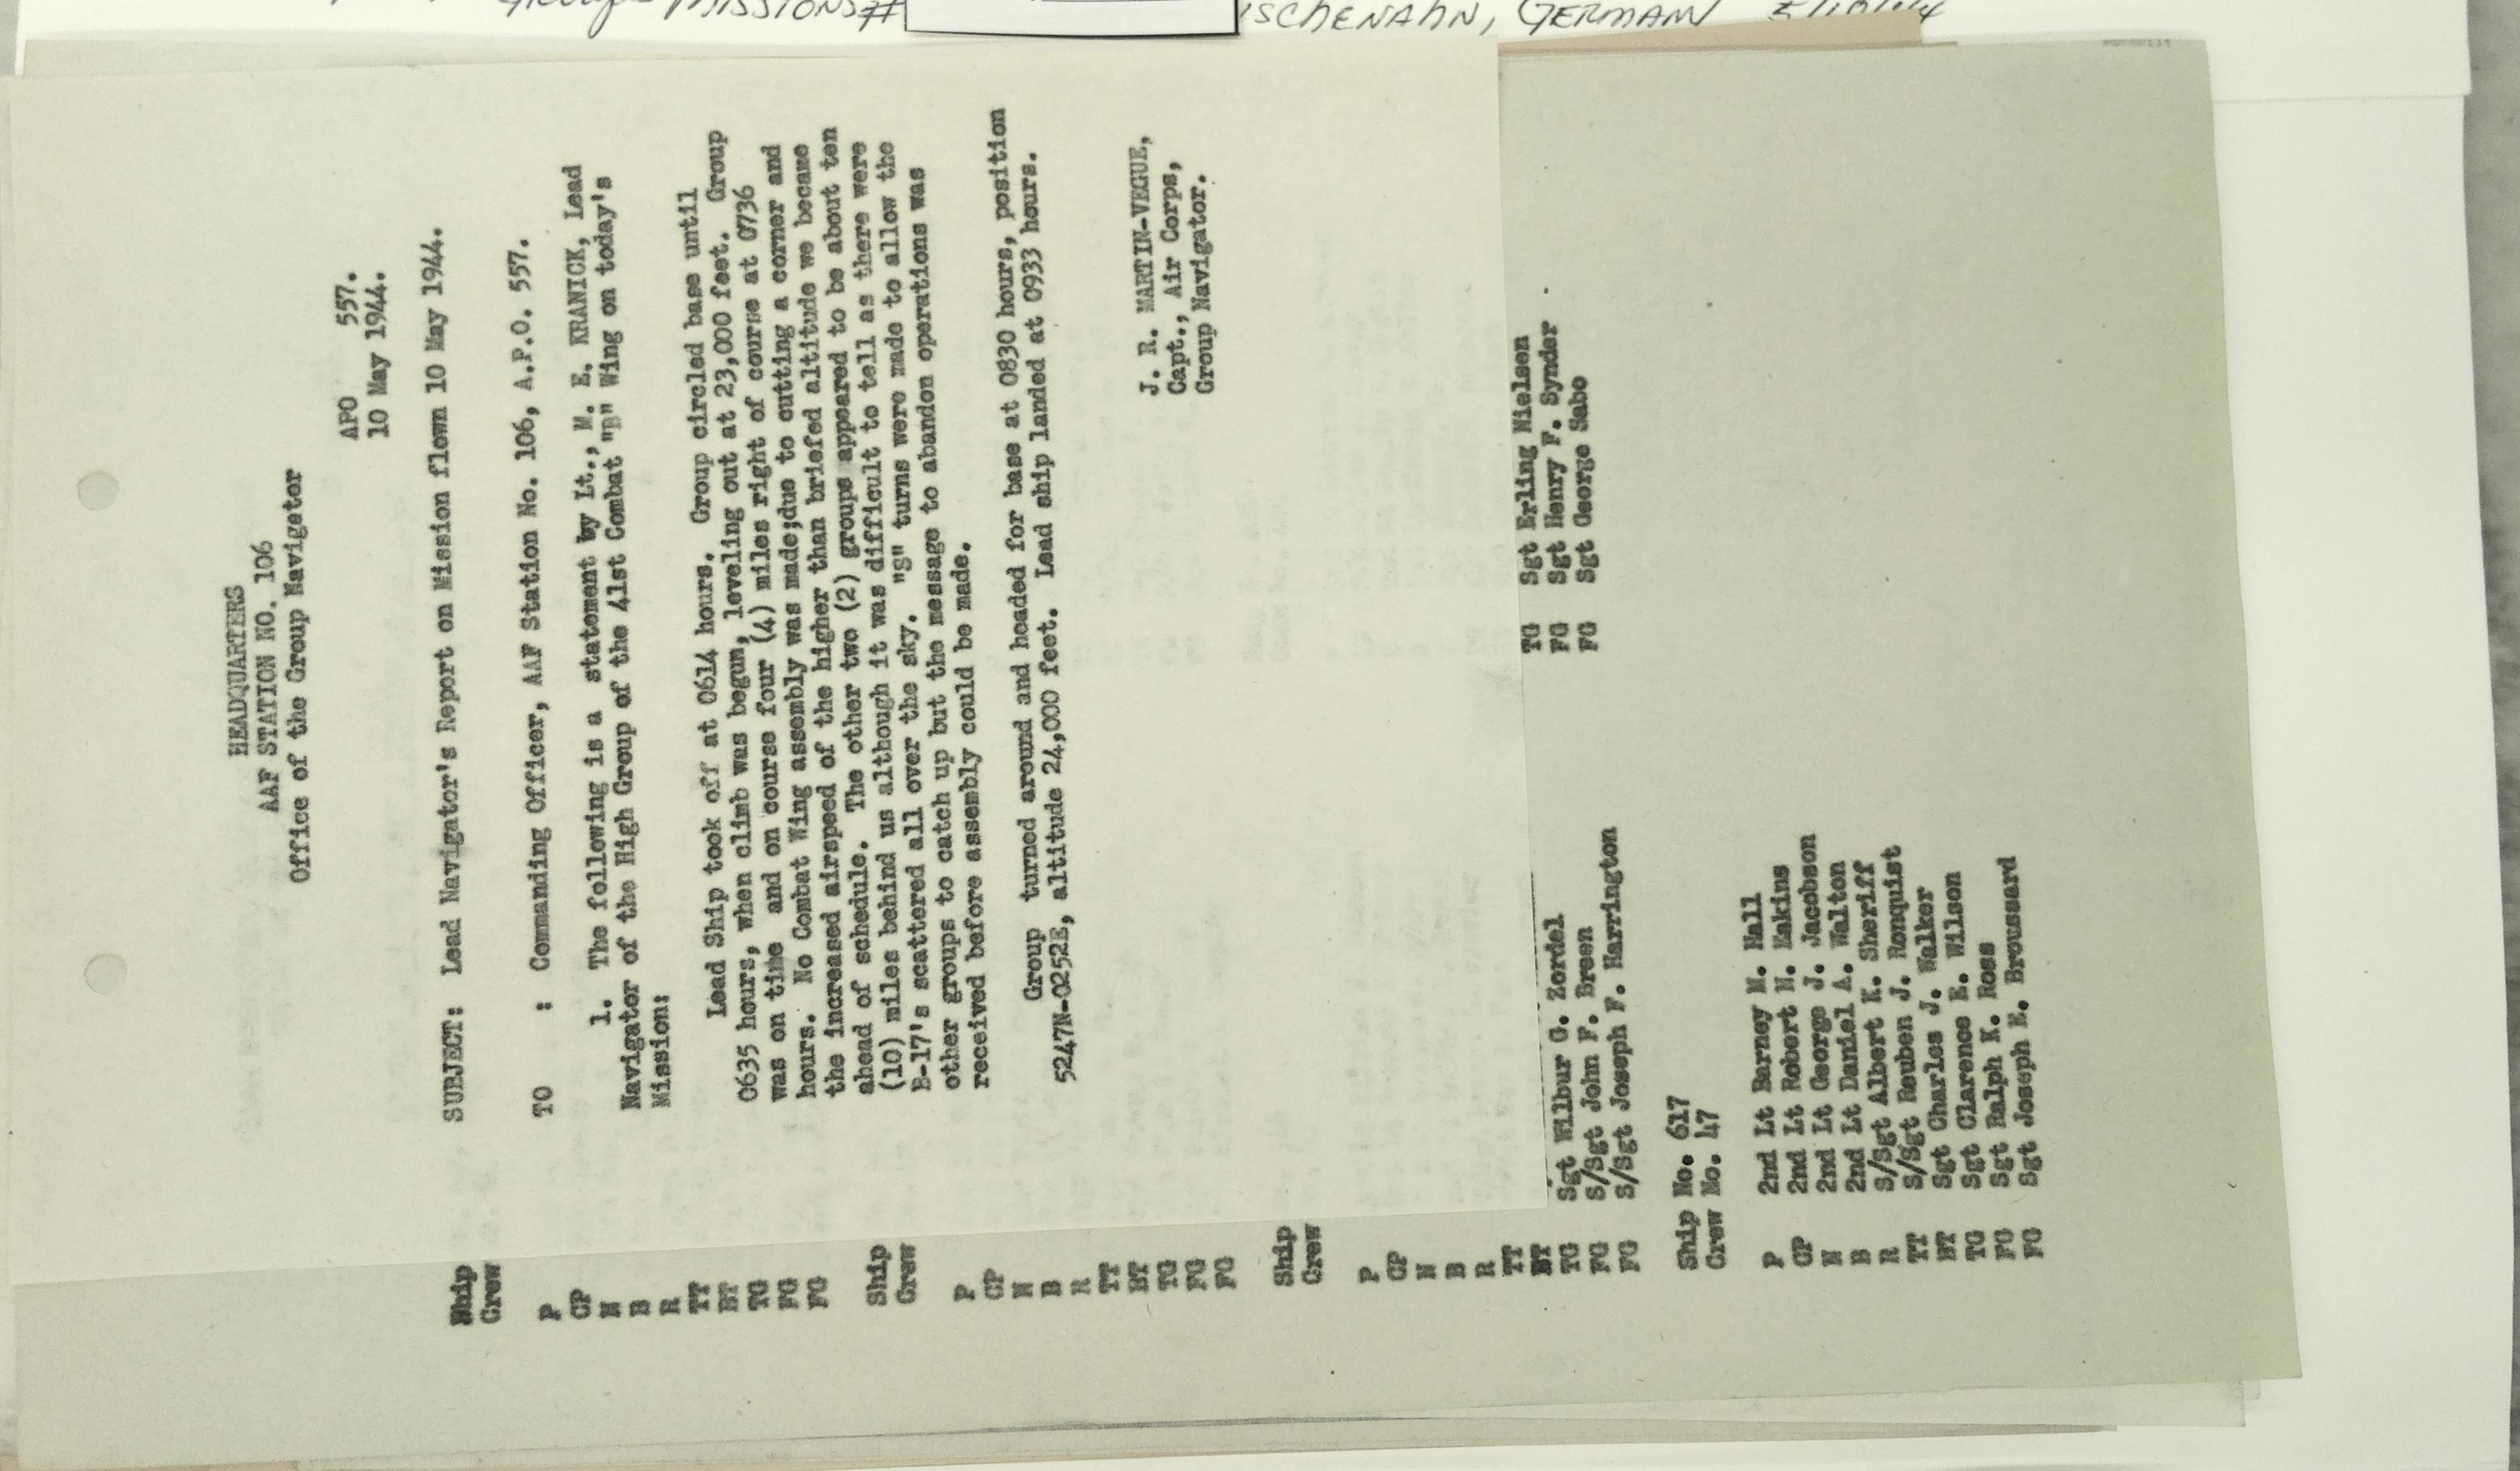 HEADQUARTERS
AAF STATION NO. 106
Office of the Group Navigator
APO 557.
10 May 1944.
SUBJECT: Lead Navigator's Report on Mission flown 10 May 1944.
TO : Commanding Officer, AAF Station No. 106, A.P.O. 557.
1. The following is a statement by Lt., M. E. KRANICK, Lead
Navigator of the High Group of the 41st Combat "B" Wing on today's
Mission:
Lead Ship took off at 0614 hours. Group circled base until
0635 hours, when climb was begun, leveling out at 23,000 feet. Group
was on time and on course four (4) miles right of course at 0736
hours. No Combat Wing assembly was made;due to cutting a corner and
the increased airspeed of the higher than briefed altitude we became
ahead of schedule. The other two (2) groups appeared to be about ten
(10) miles behind us although it was difficult to tell as there were
B-17's scattered all over the sky. "S" turns were made to allow the
other groups to catch up but the message to abandon operations was
received before assembly could be made.
Group turned around and headed for base at 0830 hours, position
5247N-0252E, altitude 24,000 feet. Lead ship landed at 0933 hours.
J. R. MARTIN-VEGUE,
Capt., Air Corps,
Group Navigator.
Ship
Crew
P
CP
N
B
R
TT
BT
TG
FG
FG
Ship
Crew
P
CP
N
B
R
TT
BT
TG
FG
FG
Ship
Crew
P
CP
N
B
R
TT
BT
TG Sgt Wilbur G. Zerdel
FG S/Sgt John F. Breen
FG S/Sgt Joseph F. Harrington
TG Sgt Erling Nielsen
FG Sgt Henry F. Synder
FG Sgt George Sabo
Ship No. 617
Crew No. 47
P 2nd Lt Barney M. Hall
CP 2nd Lt Robert N. Eakins
N 2nd Lt George J. Jacobson
B 2nd Lt Daniel A. Walton
R S/Sgt Albert K. Sheriff
TT S/Sgt Reuben J. Ronquist
BT Sgt Charles J. Walker
TG Sgt Clarence E. Wilson
FG Sgt Ralph K. Ross
FG Sgt Joseph E. Broussard
GROUP MISSIONS#
GERMAN 5/10/44